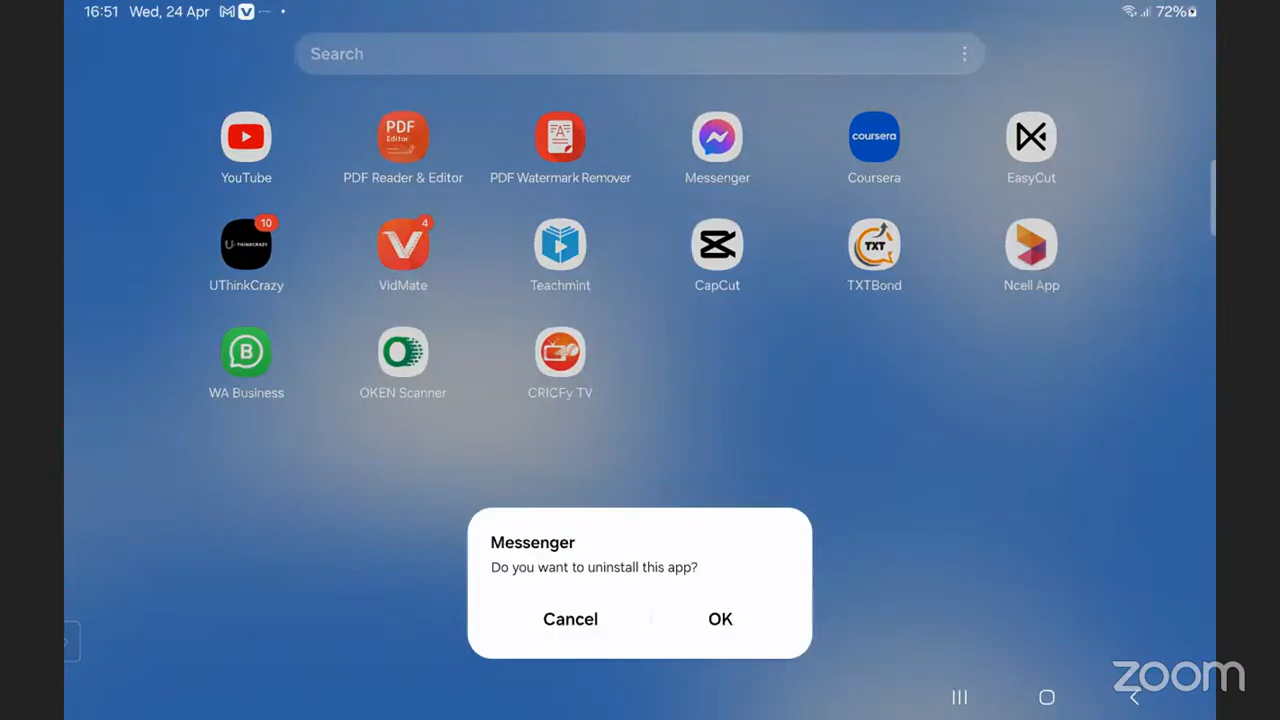 16:51 Wed, 24 Apr
72%
Search
YouTube
PDF Editor
PDF Reader & Editor
PDF Watermark Remover
Messenger
coursera
Coursera
EasyCut
10
U THINKCRAZY
UThinkCrazy
4
VidMate
Teachmint
CapCut
TXT
TXTBond
Ncell App
B
WA Business
OKEN Scanner
CRICFy TV
Messenger
Do you want to uninstall this app?
Cancel OK
zoom